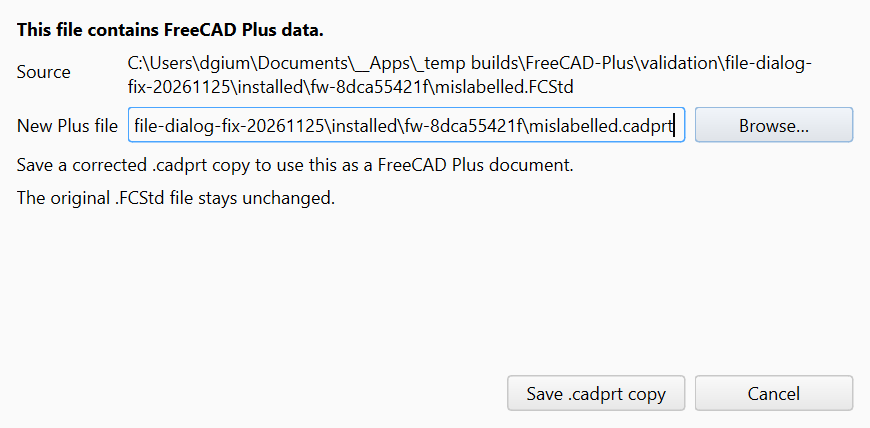 This file contains FreeCAD Plus data.
Source
C:\Users\dgium\Documents\__Apps\_temp builds\FreeCAD-Plus\validation\file-dialog-
fix-20261125\installed\fw-8dca55421f\mislabelled.FCStd
New Plus file
file-dialog-fix-20261125\installed\fw-8dca55421f\mislabelled.cadprt
Browse...
Save a corrected .cadprt copy to use this as a FreeCAD Plus document.
The original .FCStd file stays unchanged.
Save .cadprt copy
Cancel